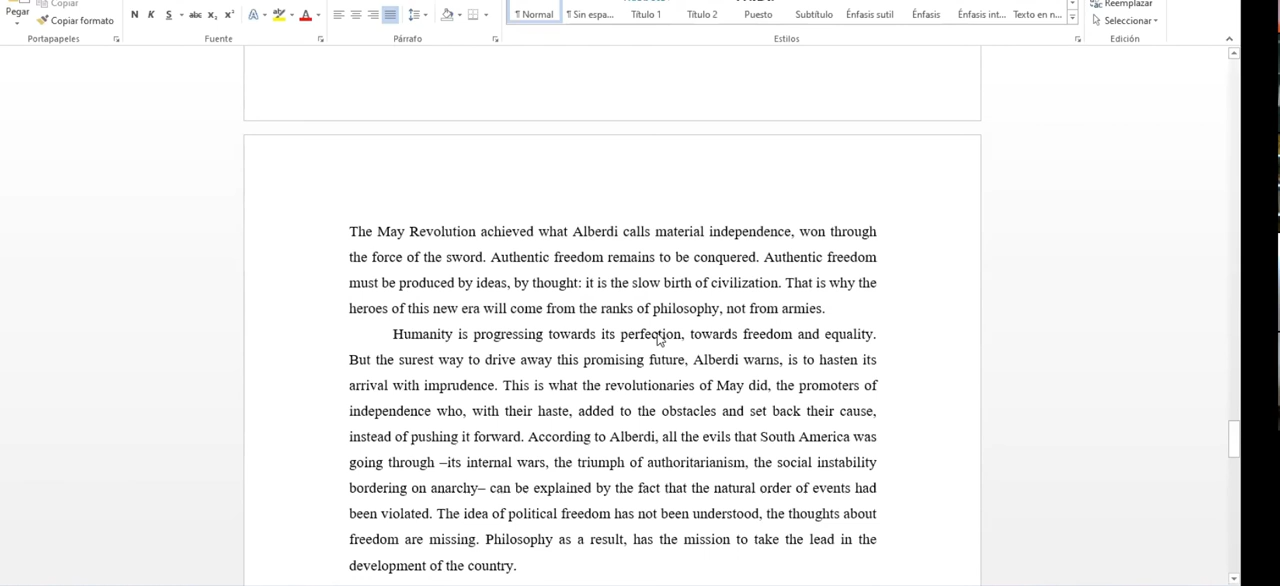 Pegar
Copiar
Copiar formato
Portapapeles
N K S abc x₂ x²
A ab A
Fuente
Párrafo
¶ Normal ¶ Sin espa... Título 1 Título 2 Puesto Subtítulo Énfasis sutil Énfasis Énfasis int... Texto en n...
Estilos
Reemplazar
Seleccionar
Edición
The May Revolution achieved what Alberdi calls material independence, won through
the force of the sword. Authentic freedom remains to be conquered. Authentic freedom
must be produced by ideas, by thought: it is the slow birth of civilization. That is why the
heroes of this new era will come from the ranks of philosophy, not from armies.
Humanity is progressing towards its perfection, towards freedom and equality.
But the surest way to drive away this promising future, Alberdi warns, is to hasten its
arrival with imprudence. This is what the revolutionaries of May did, the promoters of
independence who, with their haste, added to the obstacles and set back their cause,
instead of pushing it forward. According to Alberdi, all the evils that South America was
going through –its internal wars, the triumph of authoritarianism, the social instability
bordering on anarchy– can be explained by the fact that the natural order of events had
been violated. The idea of political freedom has not been understood, the thoughts about
freedom are missing. Philosophy as a result, has the mission to take the lead in the
development of the country.